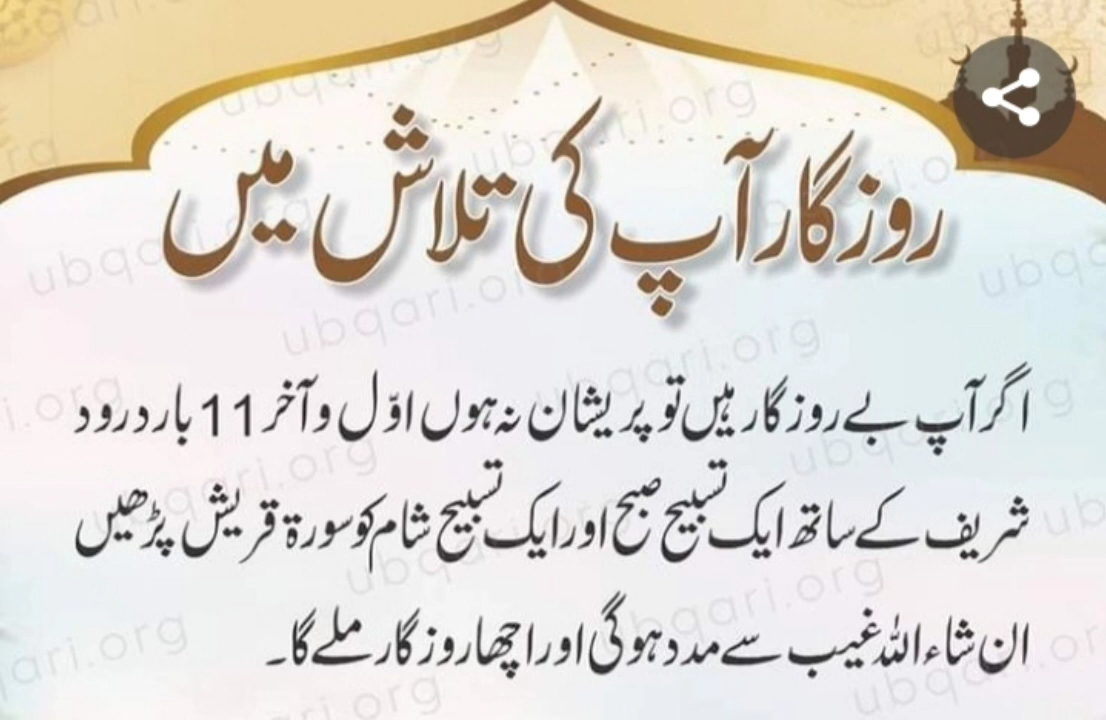 روزگار آپ کی تلاش میں
اگر آپ بے روزگار ہیں تو پریشان نہ ہوں اوّل و آخر 11 بار درود
شریف کے ساتھ ایک تسبیح صبح اور ایک تسبیح شام کو سورۃ قریش پڑھیں
ان شاء اللہ غیب سے مدد ہوگی اور اچھا روزگار ملے گا۔
ubqari.org